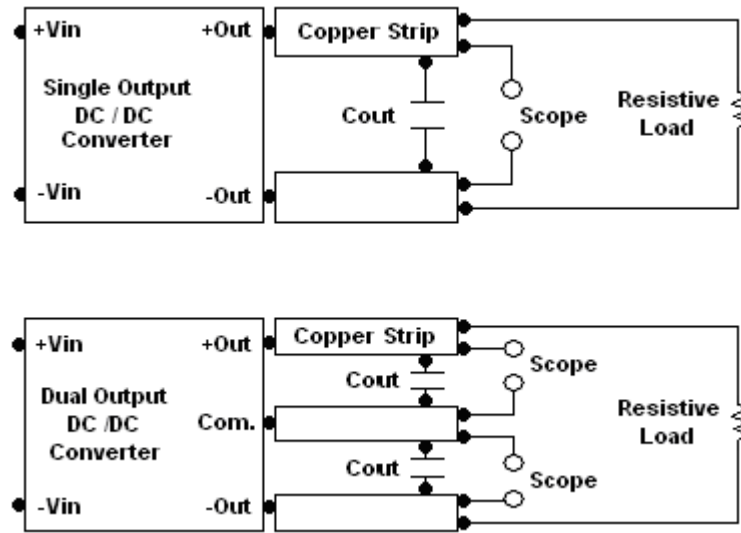 +Vin
+Out
Copper Strip
Single Output
DC / DC
Converter
Cout
Scope
Resistive
Load
-Vin
-Out
+Vin
+Out
Copper Strip
Scope
Cout
Dual Output
DC /DC
Converter
Com.
Resistive
Load
Cout
Scope
-Vin
-Out